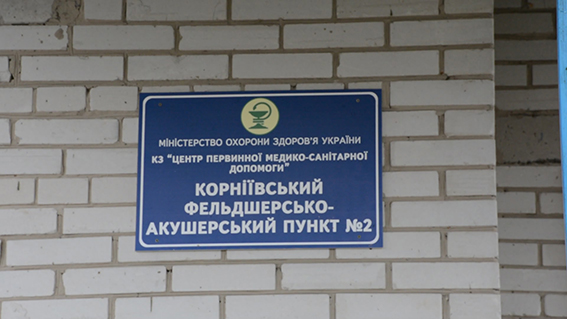 МІНІСТЕРСТВО ОХОРОНИ ЗДОРОВ'Я УКРАЇНИ
КЗ "ЦЕНТР ПЕРВИННОЇ МЕДИКО-САНІТАРНОЇ
ДОПОМОГИ"
КОРНІЇВСЬКИЙ
ФЕЛЬДШЕРСЬКО-
АКУШЕРСЬКИЙ ПУНКТ №2